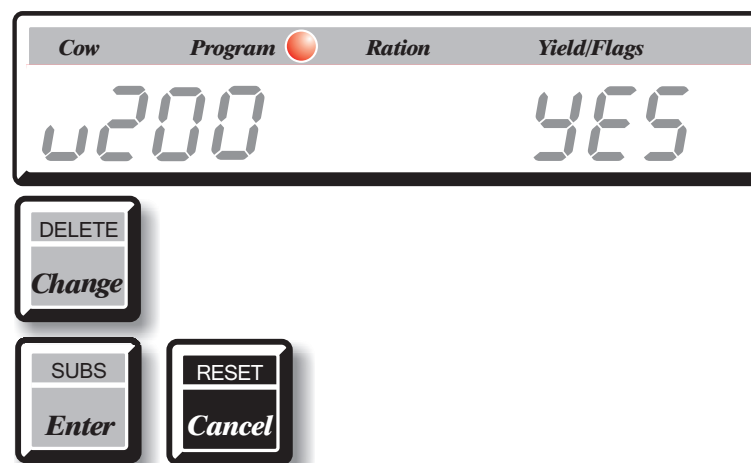 Cow Program Ration Yield/Flags
u200 YES
DELETE
Change
SUBS RESET
Enter Cancel